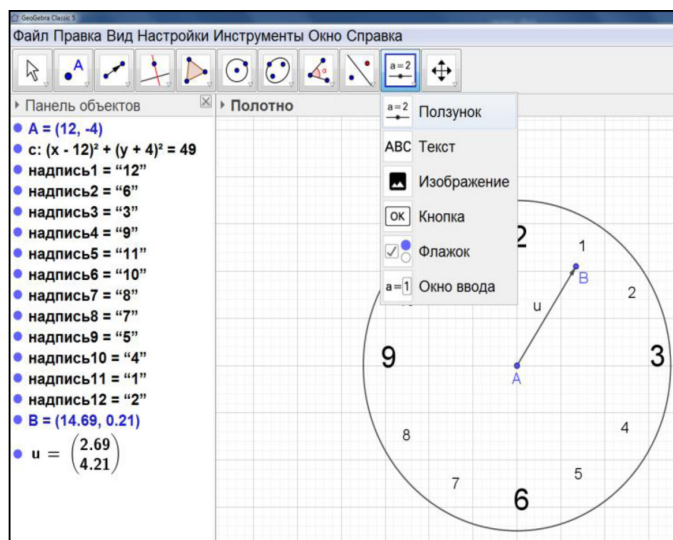 GeoGebra Classic 5
Файл Правка Вид Настройки Инструменты Окно Справка
A
a=2
Панель объектов
Полотно
A = (12, -4)
c: (x - 12)² + (y + 4)² = 49
надпись1 = “12”
надпись2 = “6”
надпись3 = “3”
надпись4 = “9”
надпись5 = “11”
надпись6 = “10”
надпись7 = “8”
надпись8 = “7”
надпись9 = “5”
надпись10 = “4”
надпись11 = “1”
надпись12 = “2”
B = (14.69, 0.21)
u = (2.69
4.21)
a=2 Ползунок
ABC Текст
Изображение
OK Кнопка
Флажок
a=1 Окно ввода
2
1
B
2
u
9
3
A
8
4
7
5
6